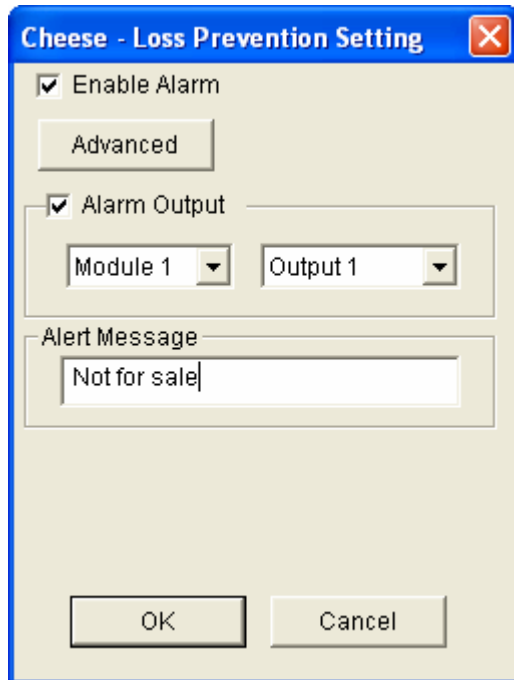 Cheese - Loss Prevention Setting
Enable Alarm
Advanced
Alarm Output
Module 1 Output 1
Alert Message
Not for sale
OK Cancel